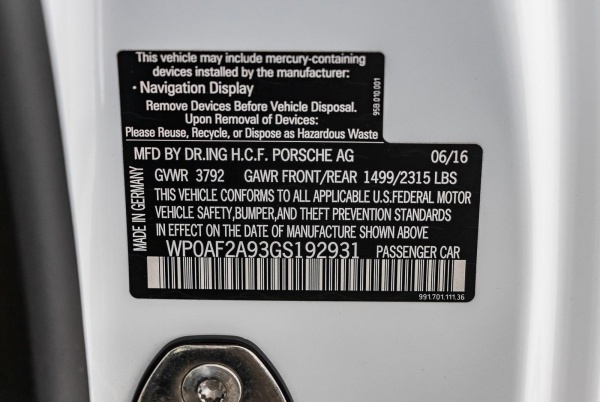 This vehicle may include mercury-containing
devices installed by the manufacturer:
· Navigation Display
Remove Devices Before Vehicle Disposal.
Upon Removal of Devices:
Please Reuse, Recycle, or Dispose as Hazardous Waste
95B.010.001
MFD BY DR.ING H.C.F. PORSCHE AG 06/16
GVWR 3792 GAWR FRONT/REAR 1499/2315 LBS
THIS VEHICLE CONFORMS TO ALL APPLICABLE U.S.FEDERAL MOTOR
VEHICLE SAFETY,BUMPER,AND THEFT PREVENTION STANDARDS
IN EFFECT ON THE DATE OF MANUFACTURE SHOWN ABOVE
WP0AF2A93GS192931 PASSENGER CAR
MADE IN GERMANY
991.701.111.36